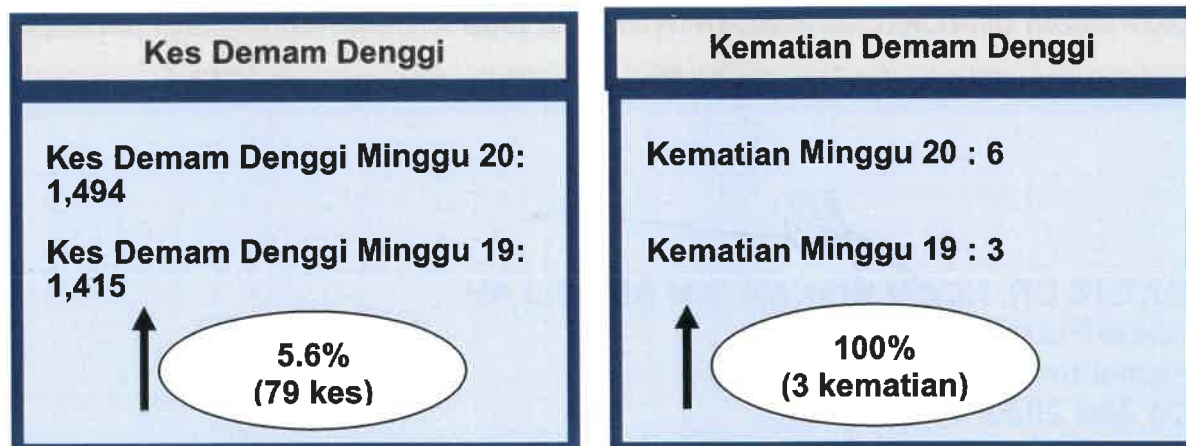 Kes Demam Denggi
Kes Demam Denggi Minggu 20:
1,494
Kes Demam Denggi Minggu 19:
1,415
5.6%
(79 kes)
Kematian Demam Denggi
Kematian Minggu 20 : 6
Kematian Minggu 19 : 3
100%
(3 kematian)